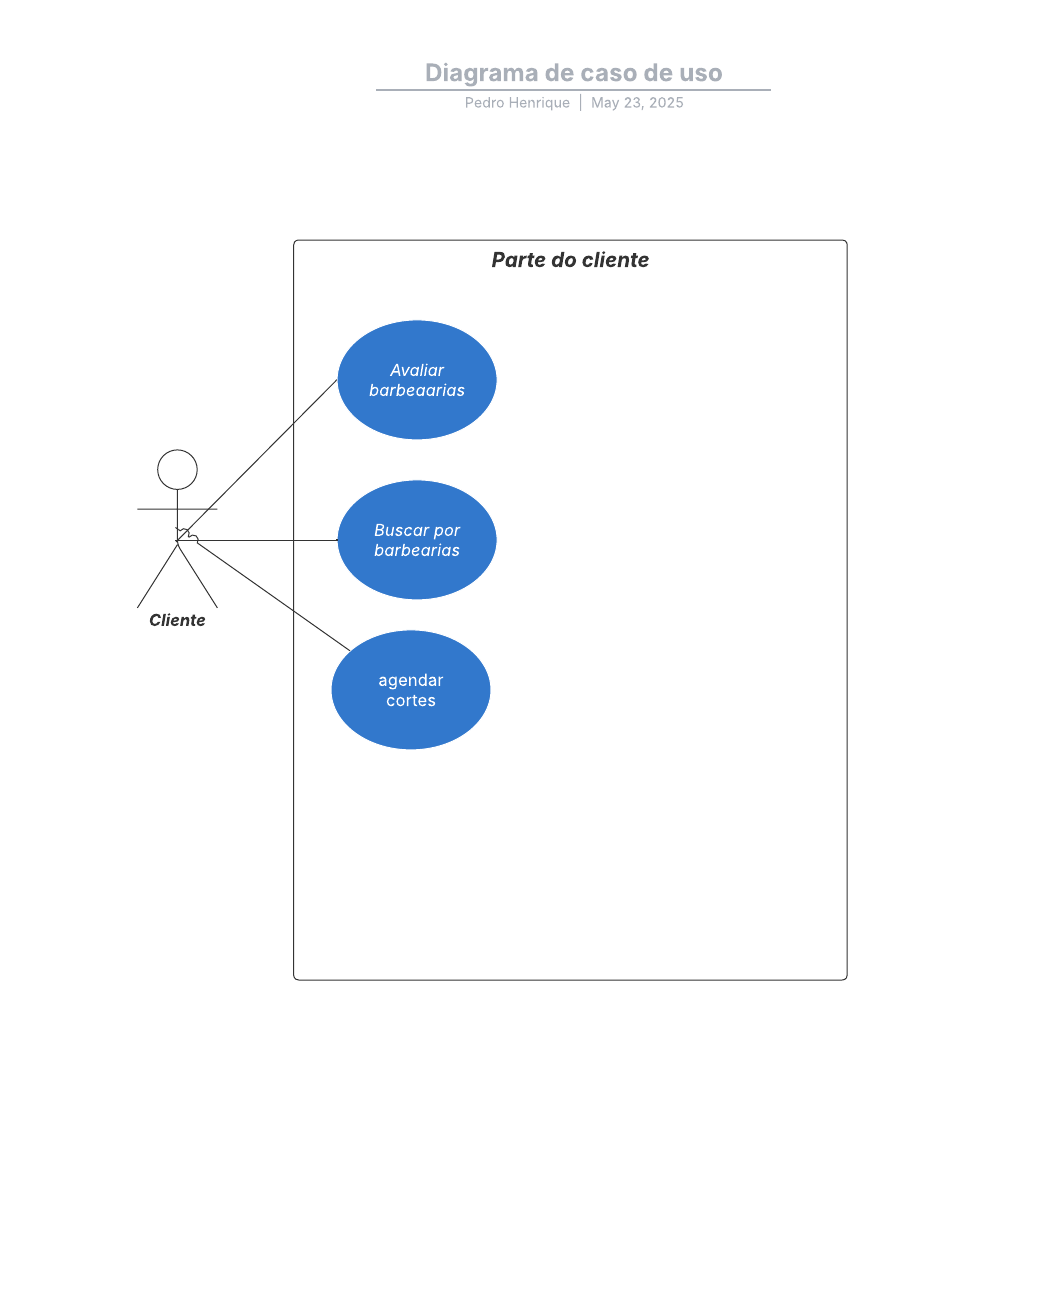 Diagrama de caso de uso
Pedro Henrique | May 23, 2025
Parte do cliente
Avaliar
barbeaarias
Buscar por
barbearias
Cliente
agendar
cortes